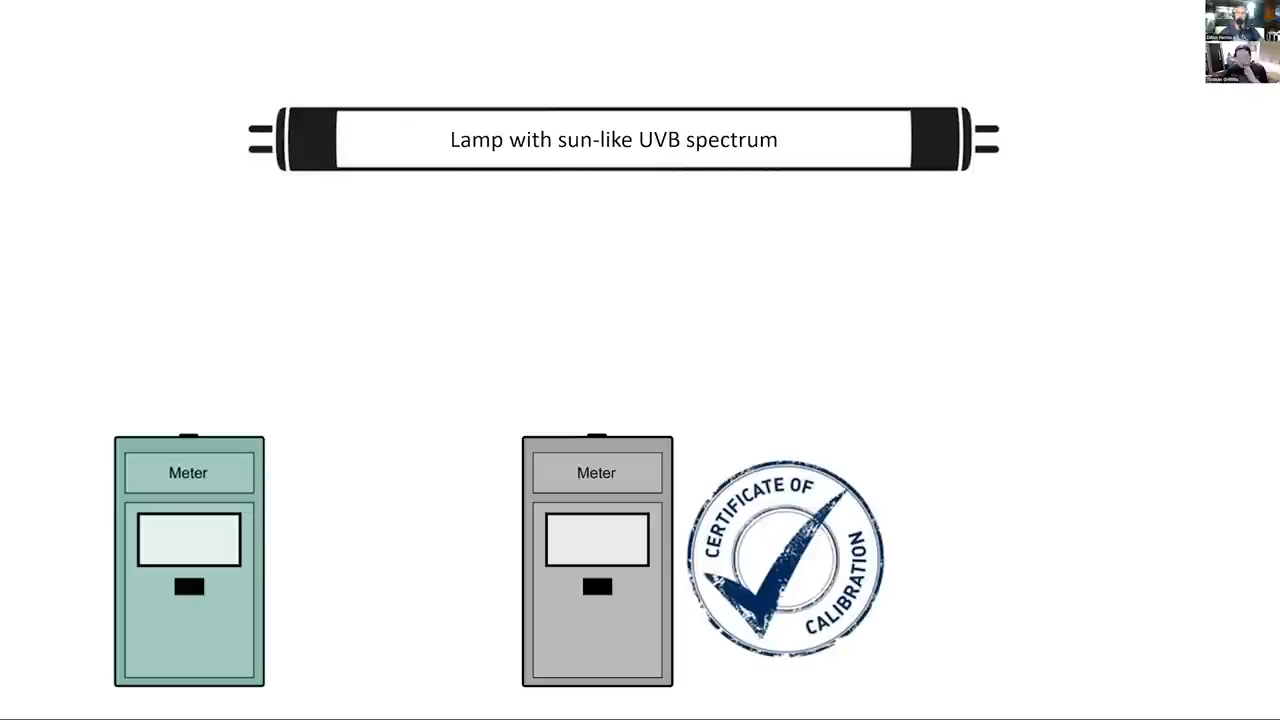 Lamp with sun-like UVB spectrum
Meter
Meter
CERTIFICATE OF
CALIBRATION